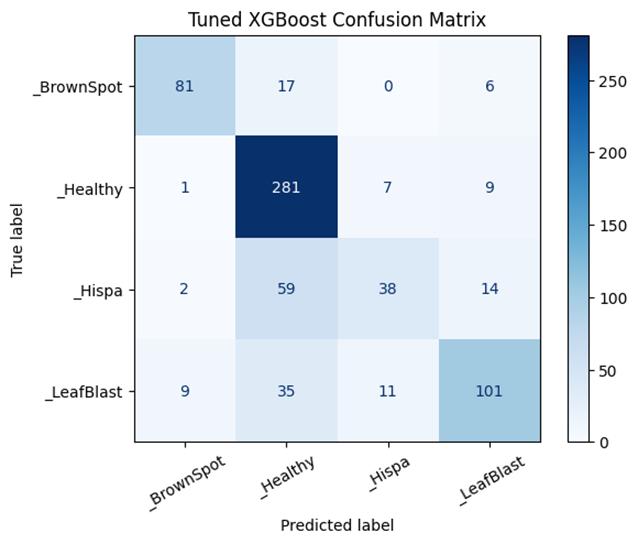 Tuned XGBoost Confusion Matrix
True label
_BrownSpot 81 17 0 6
_Healthy 1 281 7 9
_Hispa 2 59 38 14
_LeafBlast 9 35 11 101
_BrownSpot _Healthy _Hispa _LeafBlast
Predicted label
250
200
150
100
50
0